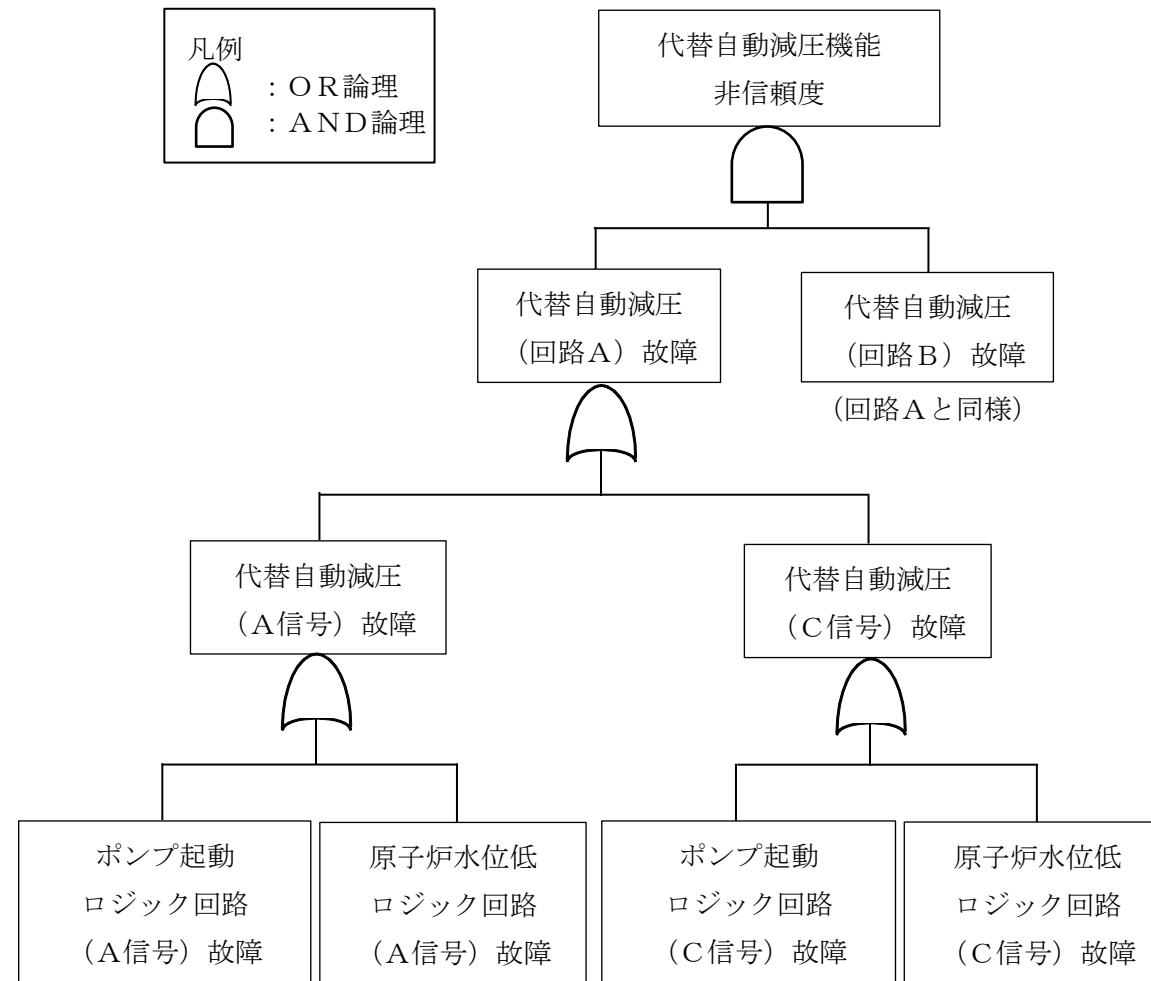 凡例
：ＯＲ論理
：ＡＮＤ論理
代替自動減圧機能
非信頼度
代替自動減圧
（回路Ａ）故障
代替自動減圧
（回路Ｂ）故障
（回路Ａと同様）
代替自動減圧
（Ａ信号）故障
代替自動減圧
（Ｃ信号）故障
ポンプ起動
ロジック回路
（Ａ信号）故障
原子炉水位低
ロジック回路
（Ａ信号）故障
ポンプ起動
ロジック回路
（Ｃ信号）故障
原子炉水位低
ロジック回路
（Ｃ信号）故障